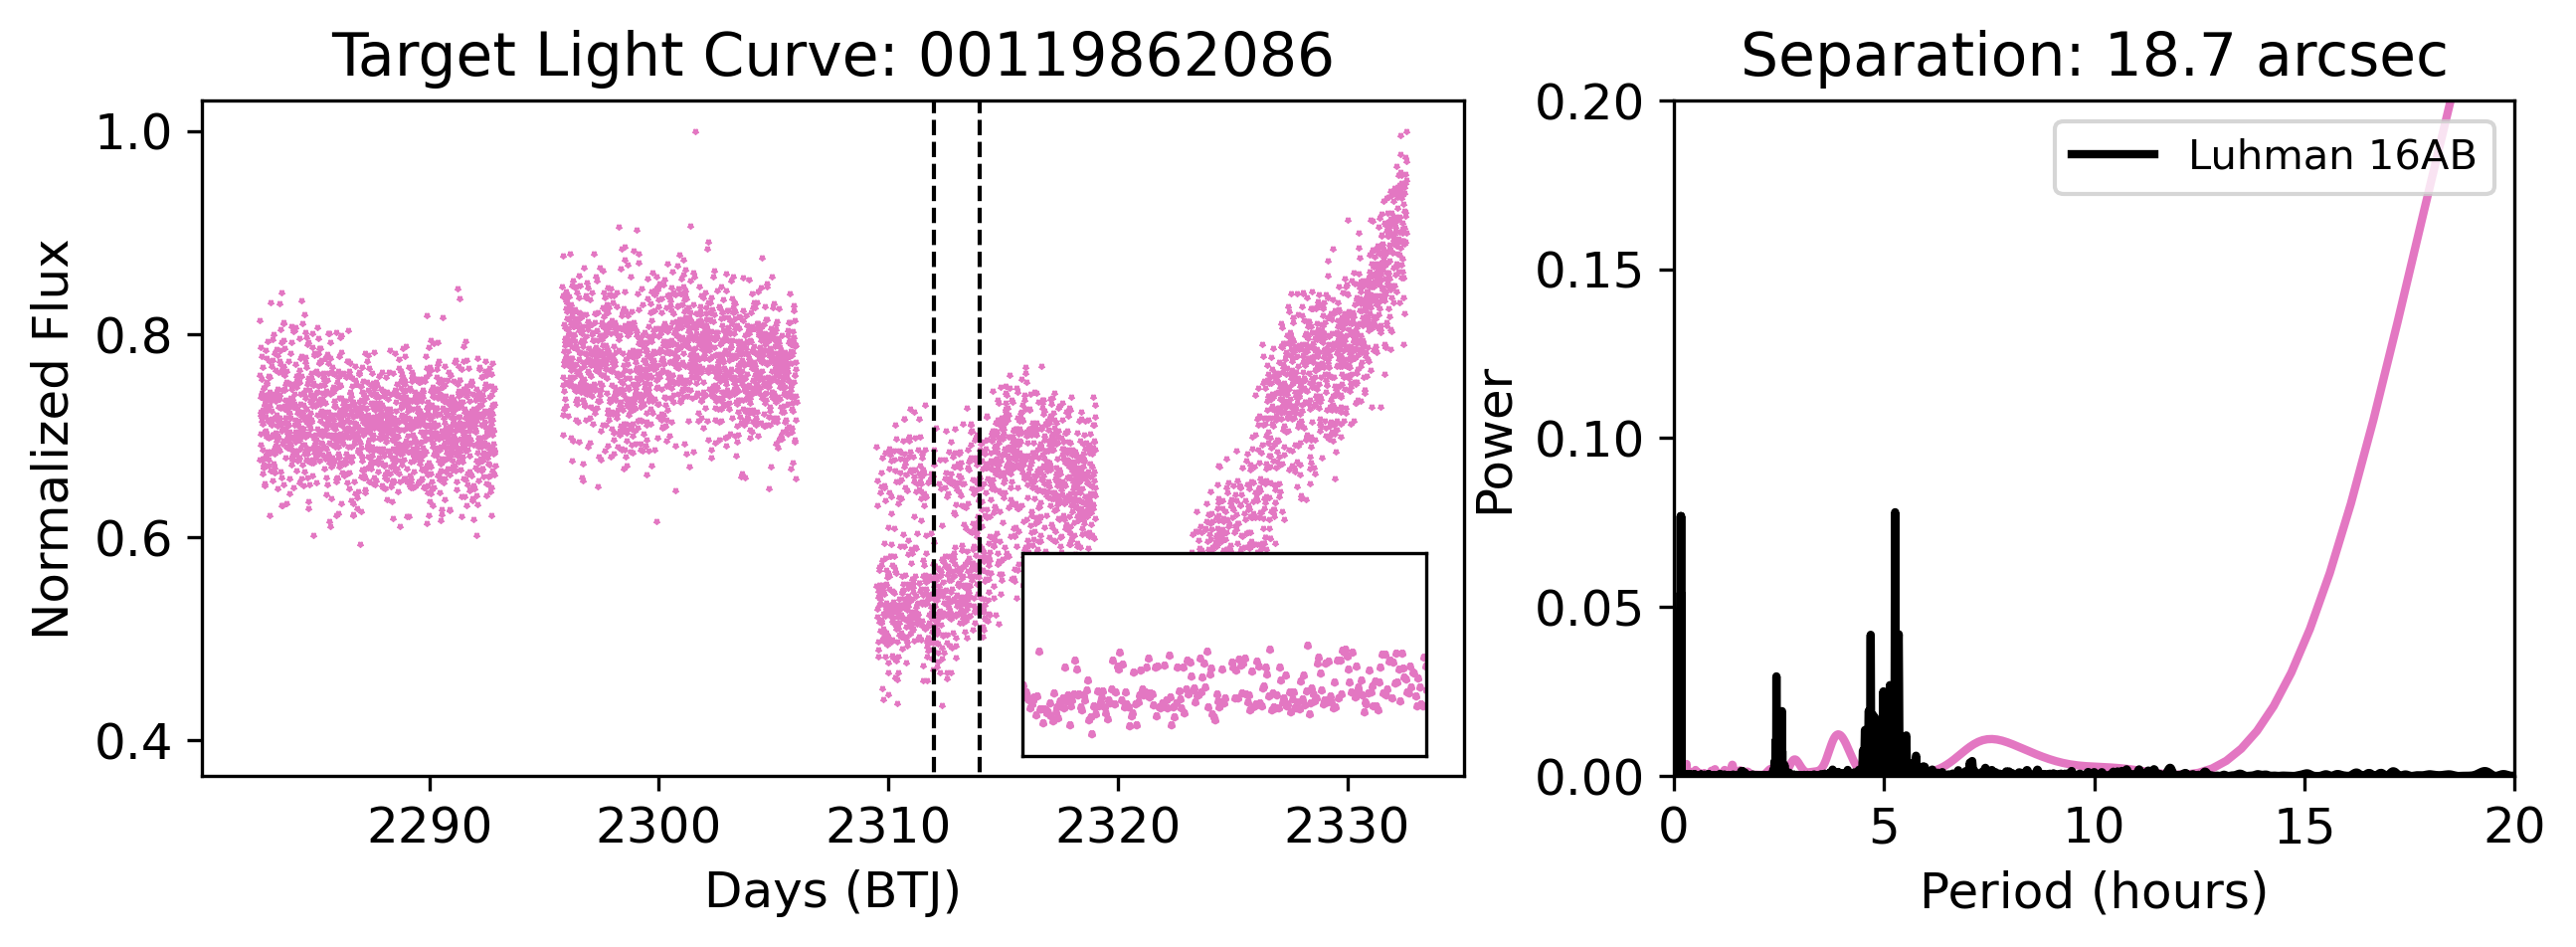 Target Light Curve: 00119862086
Normalized Flux
1.0
0.8
0.6
0.4
2290 2300 2310 2320 2330
Days (BTJ)
Separation: 18.7 arcsec
Power
0.20
0.15
0.10
0.05
0.00
Luhman 16AB
0 5 10 15 20
Period (hours)